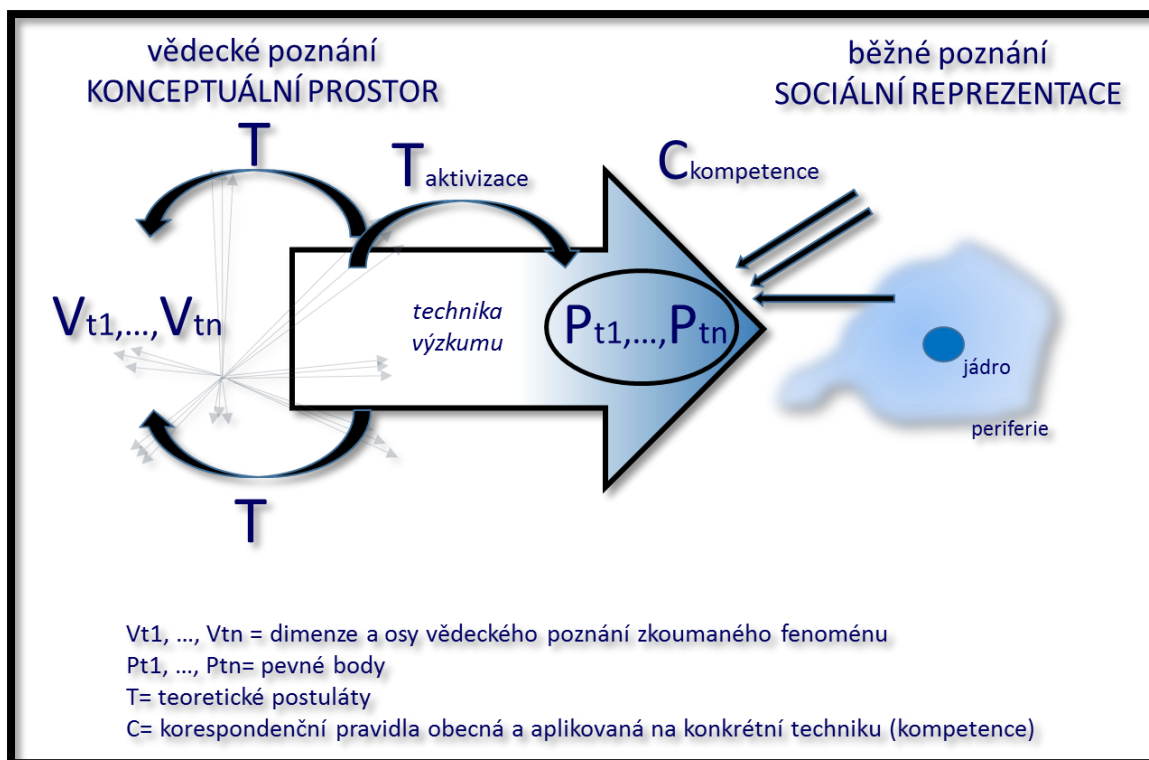 vědecké poznání
KONCEPTUÁLNÍ PROSTOR
běžné poznání
SOCIÁLNÍ REPREZENTACE
T
T aktivizace
C kompetence
Vt1,..., Vtn
technika
výzkumu
Pt1,...,Ptn
jádro
periferie
T
Vt1, ..., Vtn = dimenze a osy vědeckého poznání zkoumaného fenoménu
Pt1, ..., Ptn= pevné body
T= teoretické postuláty
C= korespondenční pravidla obecná a aplikovaná na konkrétní techniku (kompetence)